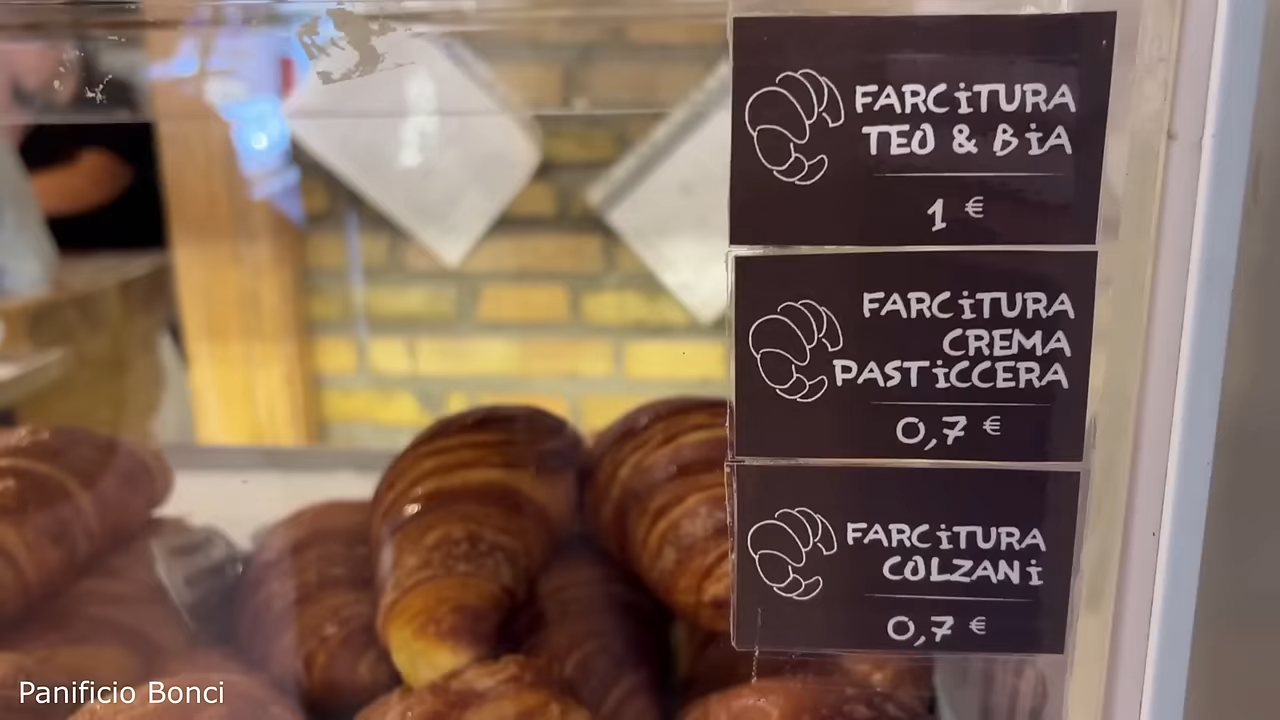 FARCiTURA
TEO & BiA
1 €
FARCiTURA
CREMA
PASTiCCERA
0,7 €
FARCiTURA
COLZANi
0,7 €
Panificio Bonci